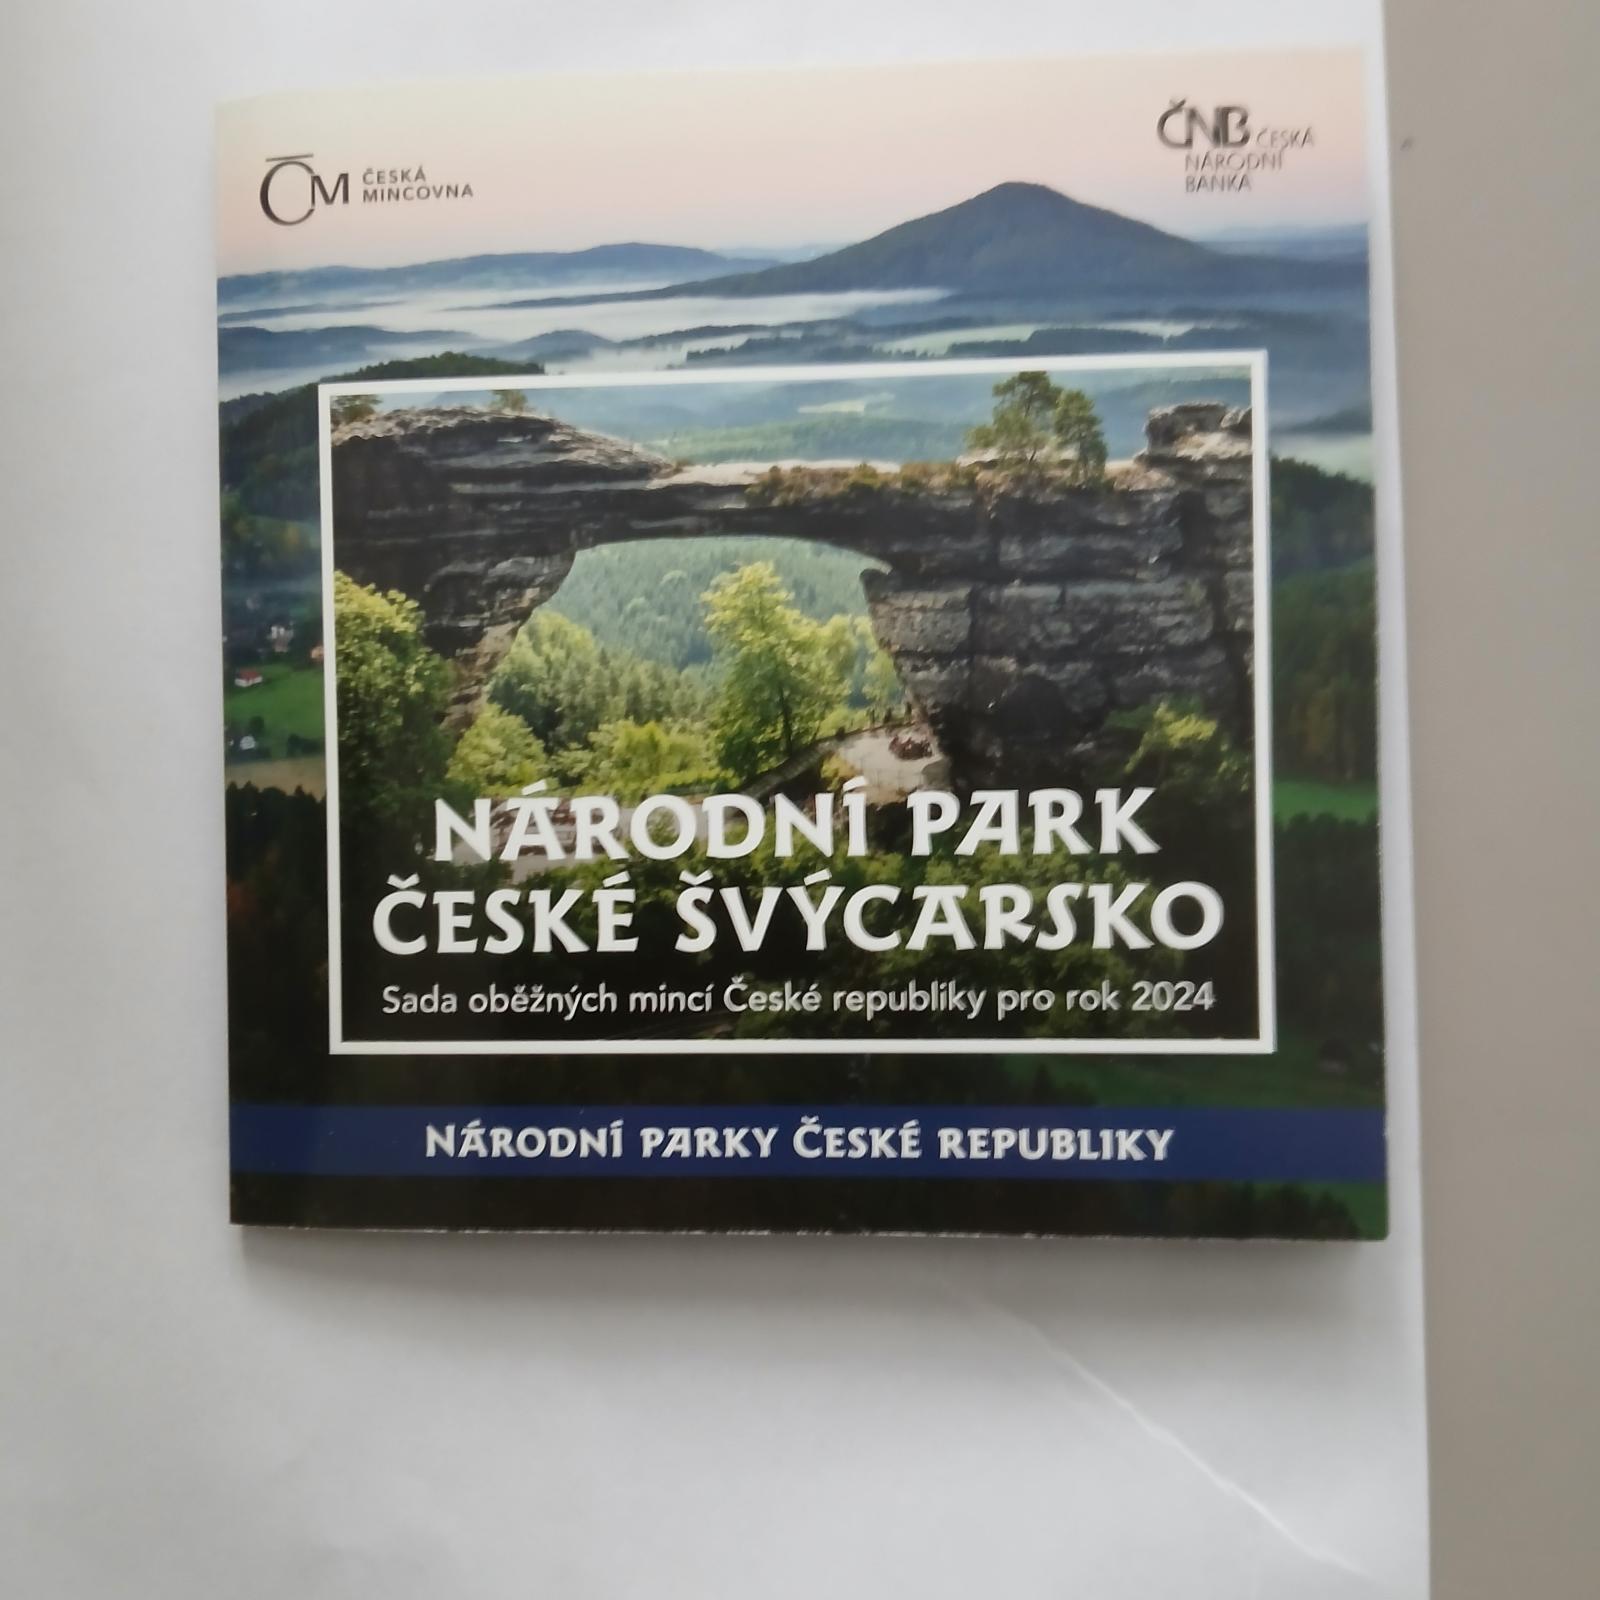 ČM ČESKÁ
MINCOVNA
ČNB ČESKÁ
NÁRODNÍ
BANKA
NÁRODNÍ PARK
ČESKÉ ŠVÝCARSKO
Sada oběžných mincí České republiky pro rok 2024
NÁRODNÍ PARKY ČESKÉ REPUBLIKY